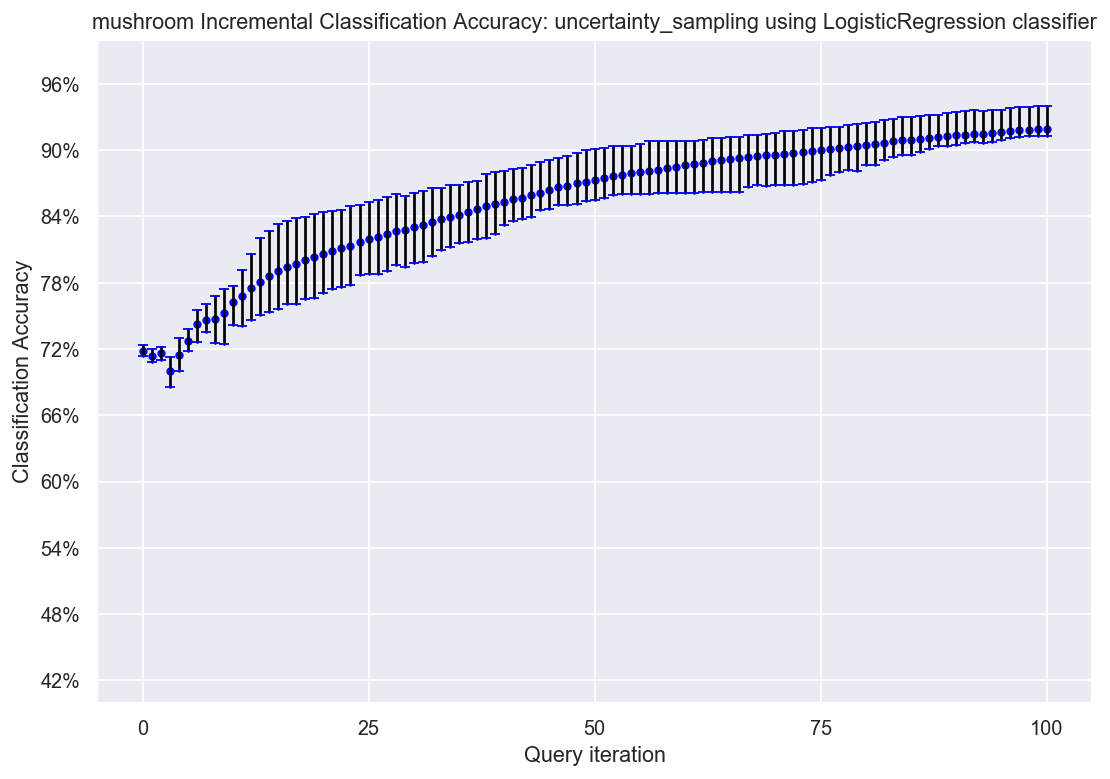 mushroom Incremental Classification Accuracy: uncertainty_sampling using LogisticRegression classifier
96%
90%
84%
78%
72%
66%
60%
54%
48%
42%
Classification Accuracy
0 25 50 75 100
Query iteration